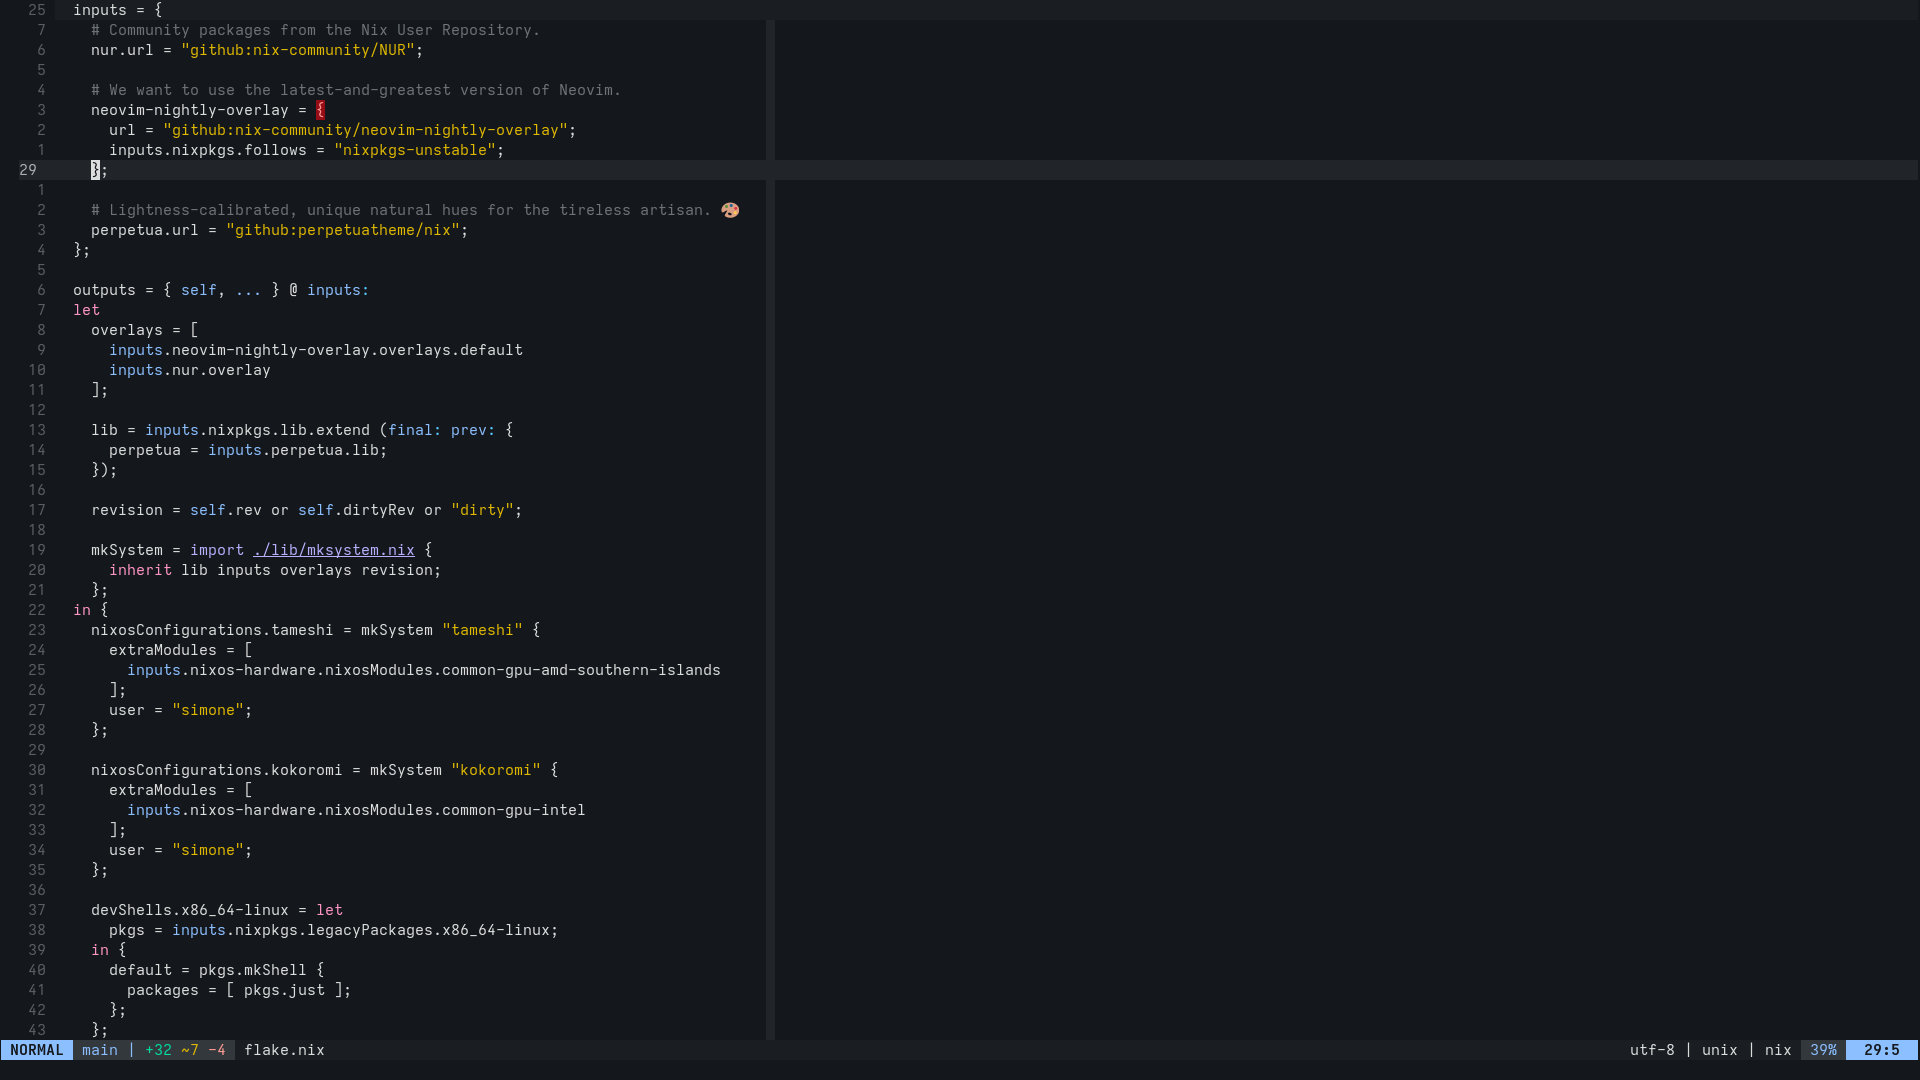 25   inputs = {
 7     # Community packages from the Nix User Repository.
 6     nur.url = "github:nix-community/NUR";
 5
 4     # We want to use the latest-and-greatest version of Neovim.
 3     neovim-nightly-overlay = {
 2       url = "github:nix-community/neovim-nightly-overlay";
 1       inputs.nixpkgs.follows = "nixpkgs-unstable";
29     };
 1
 2     # Lightness-calibrated, unique natural hues for the tireless artisan. 🎨
 3     perpetua.url = "github:perpetuatheme/nix";
 4   };
 5
 6   outputs = { self, ... } @ inputs:
 7   let
 8     overlays = [
 9       inputs.neovim-nightly-overlay.overlays.default
10       inputs.nur.overlay
11     ];
12
13     lib = inputs.nixpkgs.lib.extend (final: prev: {
14       perpetua = inputs.perpetua.lib;
15     });
16
17     revision = self.rev or self.dirtyRev or "dirty";
18
19     mkSystem = import ./lib/mksystem.nix {
20       inherit lib inputs overlays revision;
21     };
22   in {
23     nixosConfigurations.tameshi = mkSystem "tameshi" {
24       extraModules = [
25         inputs.nixos-hardware.nixosModules.common-gpu-amd-southern-islands
26       ];
27       user = "simone";
28     };
29
30     nixosConfigurations.kokoromi = mkSystem "kokoromi" {
31       extraModules = [
32         inputs.nixos-hardware.nixosModules.common-gpu-intel
33       ];
34       user = "simone";
35     };
36
37     devShells.x86_64-linux = let
38       pkgs = inputs.nixpkgs.legacyPackages.x86_64-linux;
39     in {
40       default = pkgs.mkShell {
41         packages = [ pkgs.just ];
42       };
43     };
NORMAL main | +32 ~7 -4 flake.nix utf-8 | unix | nix 39% 29:5